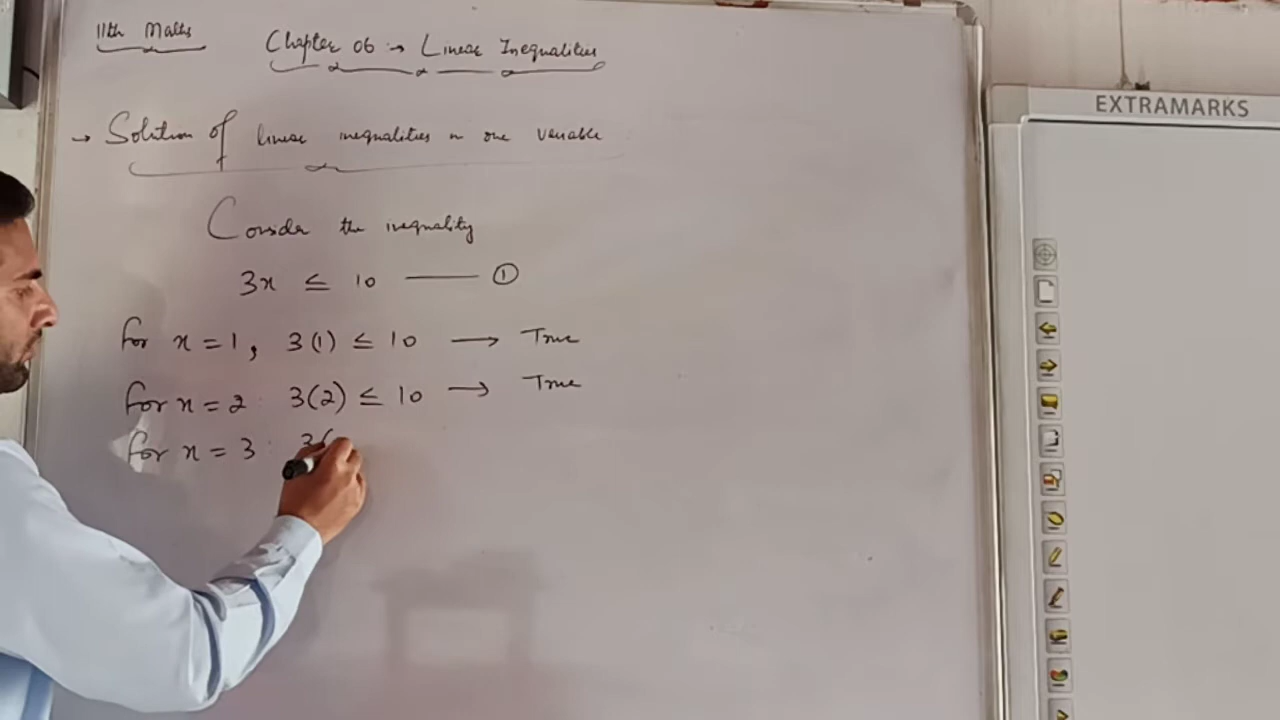 11th Maths
Chapter 06 → Linear Inequalities
EXTRAMARKS
→ Solution of linear inequalities in one variable
Consider the inequality
3x ≤ 10 —— ①
for x = 1, 3(1) ≤ 10 → True
for x = 2: 3(2) ≤ 10 → True
for x = 3: 3(